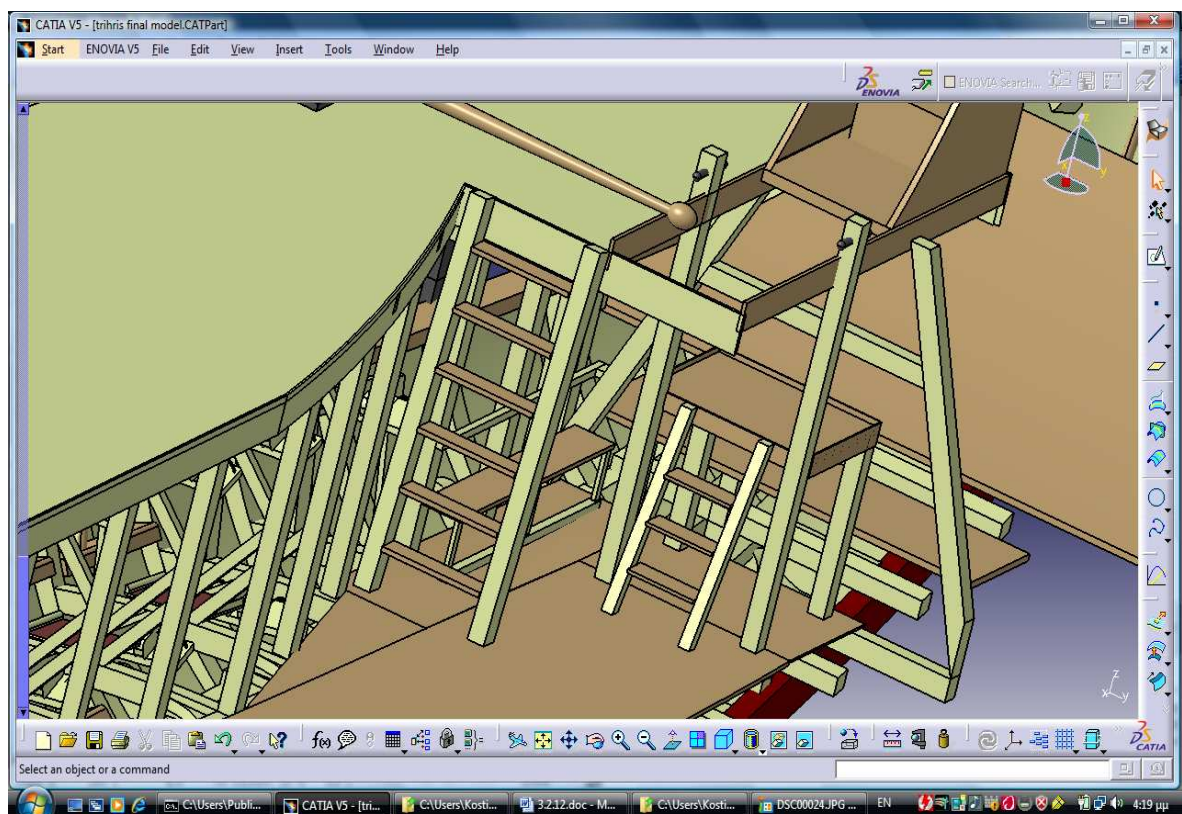 CATIA V5 - [trihris final model.CATPart]
Start ENOVIA V5 File Edit View Insert Tools Window Help
DS ENOVIA ENOVIA Search...
z
x y
z
x y
f(x)
DS CATIA
Select an object or a command
C:\Users\Publi... CATIA V5 - [tri... C:\Users\Kosti... 3.2.12.doc - M... C:\Users\Kosti... DSC00024.JPG ... EN 4:19 μμ